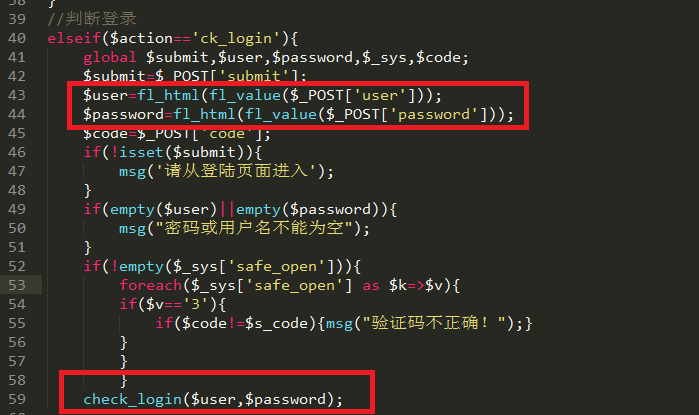 38 }
39 //判断登录
40 elseif($action=='ck_login'){
41 global $submit,$user,$password,$_sys,$code;
42 $submit=$_POST['submit'];
43 $user=fl_html(fl_value($_POST['user']));
44 $password=fl_html(fl_value($_POST['password']));
45 $code=$_POST['code'];
46 if(!isset($submit)){
47 msg('请从登陆页面进入');
48 }
49 if(empty($user)||empty($password)){
50 msg("密码或用户名不能为空");
51 }
52 if(!empty($_sys['safe_open'])){
53 foreach($_sys['safe_open'] as $k=>$v){
54 if($v=='3'){
55 if($code!=$s_code){msg("验证码不正确！");}
56 }
57 }
58 }
59 check_login($user,$password);